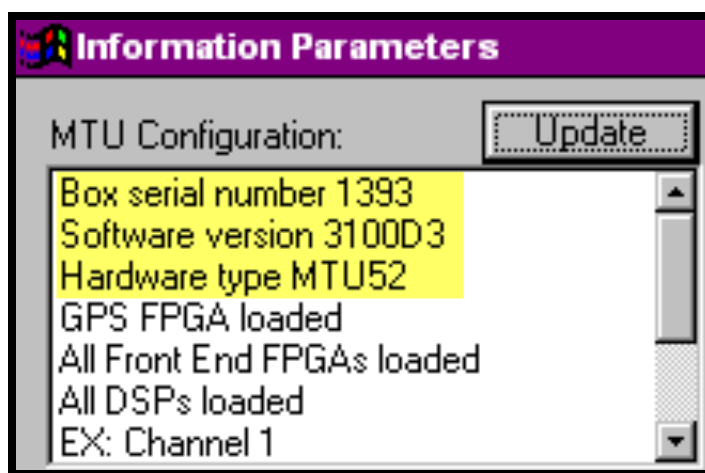 Information Parameters
MTU Configuration:
Update
Box serial number 1393
Software version 3100D3
Hardware type MTU52
GPS FPGA loaded
All Front End FPGAs loaded
All DSPs loaded
EX: Channel 1